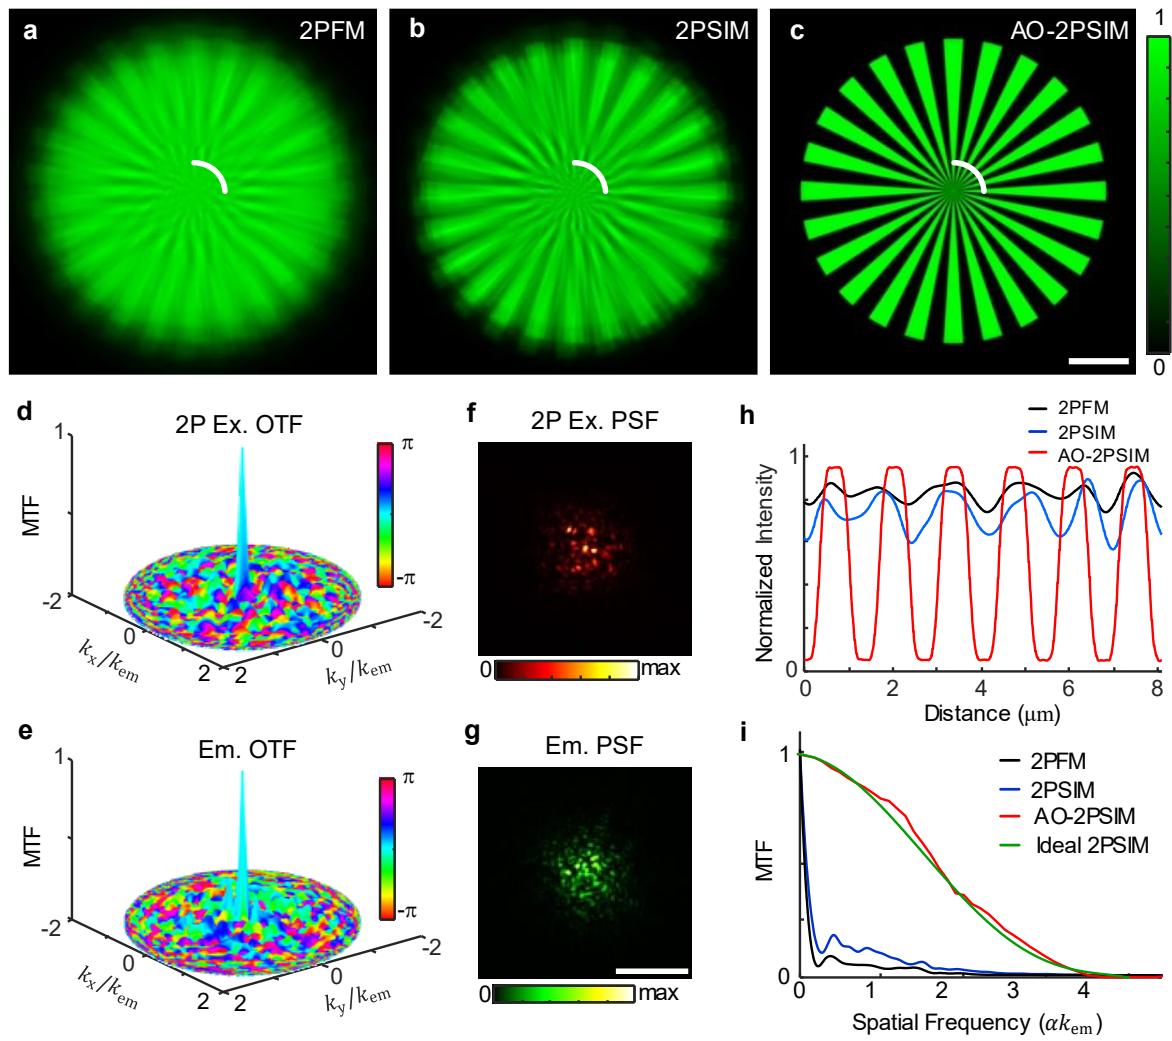 a 2PFM
b 2PSIM
c AO-2PSIM
1
0
d 2P Ex. OTF
1
MTF
π
-π
-2
0
2
kx/kem
2
0
-2
ky/kem
e Em. OTF
1
MTF
π
-π
-2
0
2
kx/kem
2
0
-2
ky/kem
f 2P Ex. PSF
0 max
g Em. PSF
0 max
h
2PFM
2PSIM
AO-2PSIM
1
Normalized Intensity
0
0 2 4 6 8
Distance (μm)
i
2PFM
2PSIM
AO-2PSIM
Ideal 2PSIM
1
MTF
0
0 1 2 3 4
Spatial Frequency (αkem)